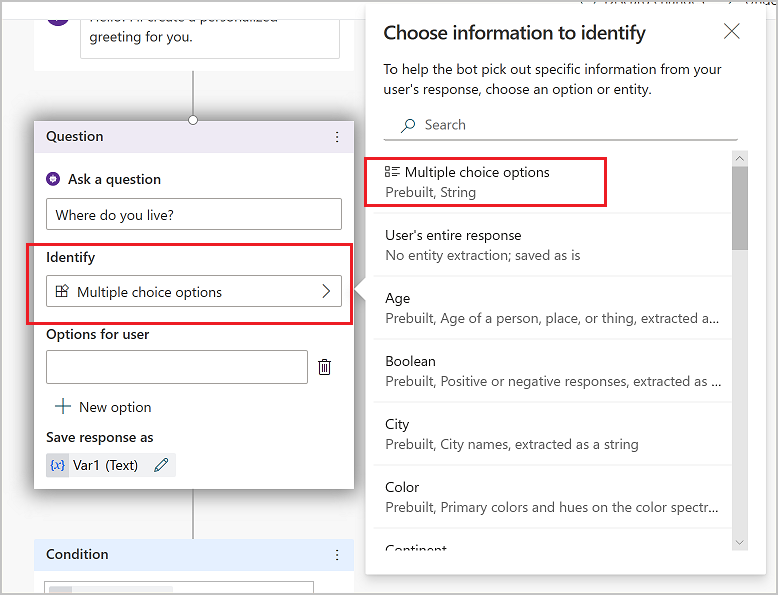 greeting for you.
Question
Ask a question
Where do you live?
Identify
Multiple choice options
Options for user
New option
Save response as
{x} Var1 (Text)
Condition
Choose information to identify
To help the bot pick out specific information from your
user's response, choose an option or entity.
Search
Multiple choice options
Prebuilt, String
User's entire response
No entity extraction; saved as is
Age
Prebuilt, Age of a person, place, or thing, extracted a...
Boolean
Prebuilt, Positive or negative responses, extracted as ...
City
Prebuilt, City names, extracted as a string
Color
Prebuilt, Primary colors and hues on the color spectr...
Continent